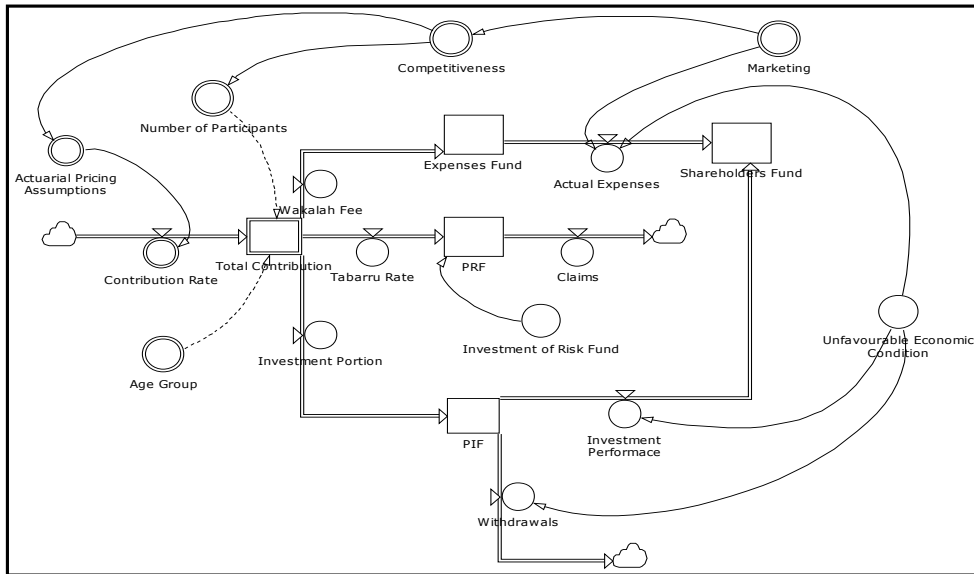 Competitiveness
Marketing
Number of Participants
Actuarial Pricing
Assumptions
Expenses Fund
Actual Expenses
Shareholders Fund
Wakalah Fee
Contribution Rate
Total Contribution
Tabarru Rate
PRF
Claims
Investment of Risk Fund
Unfavourable Economic
Condition
Age Group
Investment Portion
PIF
Investment
Performace
Withdrawals